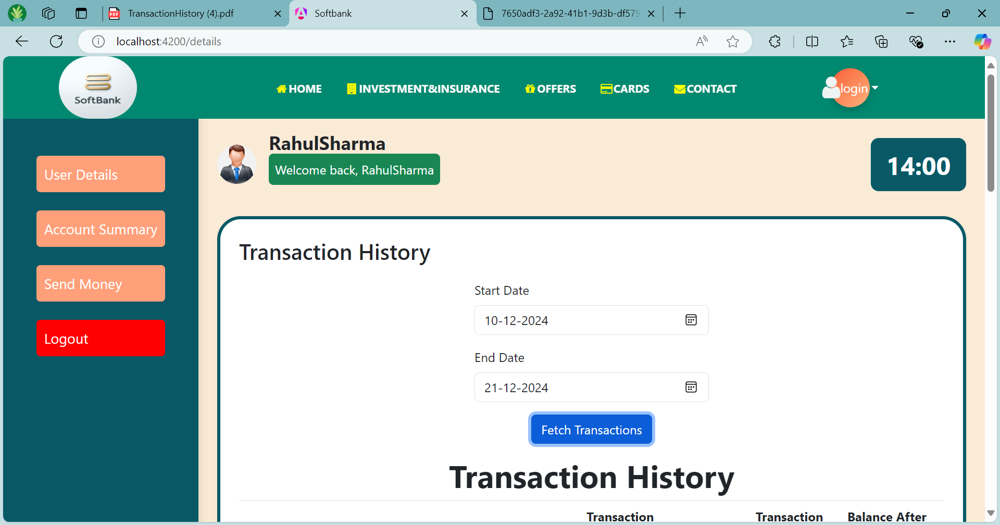 TransactionHistory (4).pdf
Softbank
7650adf3-2a92-41b1-9d3b-df579
localhost:4200/details
SoftBank
HOME
INVESTMENT&INSURANCE
OFFERS
CARDS
CONTACT
login
User Details
Account Summary
Send Money
Logout
RahulSharma
Welcome back, RahulSharma
14:00
Transaction History
Start Date
10-12-2024
End Date
21-12-2024
Fetch Transactions
Transaction History
Transaction
Transaction
Balance After